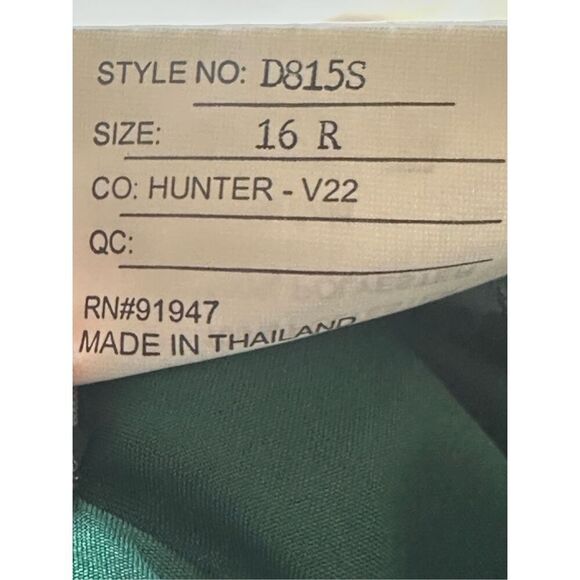 STYLE NO: D815S
SIZE: 16 R
CO: HUNTER - V22
QC:
RN#91947
MADE IN THAILAND